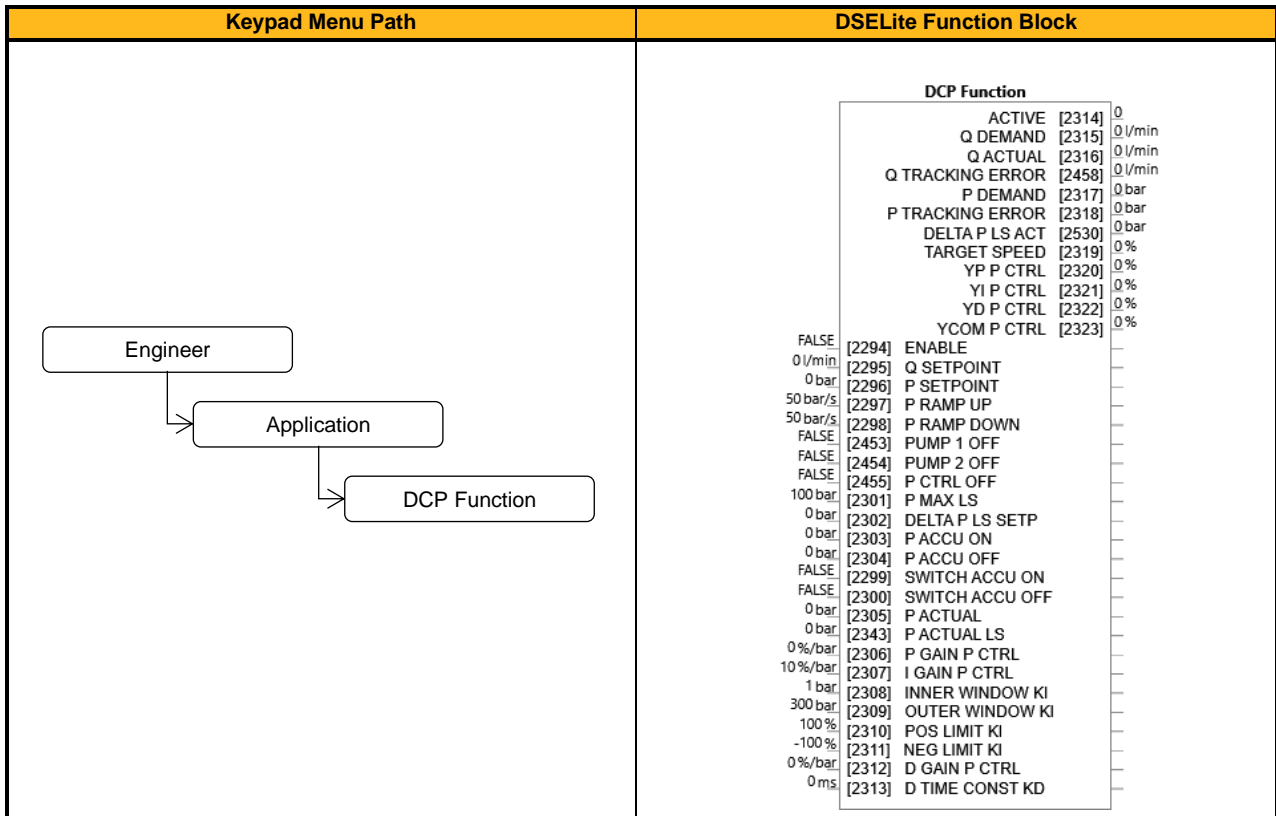 Keypad Menu Path
DSELite Function Block
Engineer
Application
DCP Function
DCP Function
ACTIVE [2314] 0
Q DEMAND [2315] 0 l/min
Q ACTUAL [2316] 0 l/min
Q TRACKING ERROR [2458] 0 l/min
P DEMAND [2317] 0 bar
P TRACKING ERROR [2318] 0 bar
DELTA P LS ACT [2530] 0 bar
TARGET SPEED [2319] 0 %
YP P CTRL [2320] 0 %
YI P CTRL [2321] 0 %
YD P CTRL [2322] 0 %
YCOM P CTRL [2323] 0 %
FALSE [2294] ENABLE
0 l/min [2295] Q SETPOINT
0 bar [2296] P SETPOINT
50 bar/s [2297] P RAMP UP
50 bar/s [2298] P RAMP DOWN
FALSE [2453] PUMP 1 OFF
FALSE [2454] PUMP 2 OFF
FALSE [2455] P CTRL OFF
100 bar [2301] P MAX LS
0 bar [2302] DELTA P LS SETP
0 bar [2303] P ACCU ON
0 bar [2304] P ACCU OFF
FALSE [2299] SWITCH ACCU ON
FALSE [2300] SWITCH ACCU OFF
0 bar [2305] P ACTUAL
0 bar [2343] P ACTUAL LS
0 %/bar [2306] P GAIN P CTRL
10 %/bar [2307] I GAIN P CTRL
1 bar [2308] INNER WINDOW KI
300 bar [2309] OUTER WINDOW KI
100 % [2310] POS LIMIT KI
-100 % [2311] NEG LIMIT KI
0 %/bar [2312] D GAIN P CTRL
0 ms [2313] D TIME CONST KD